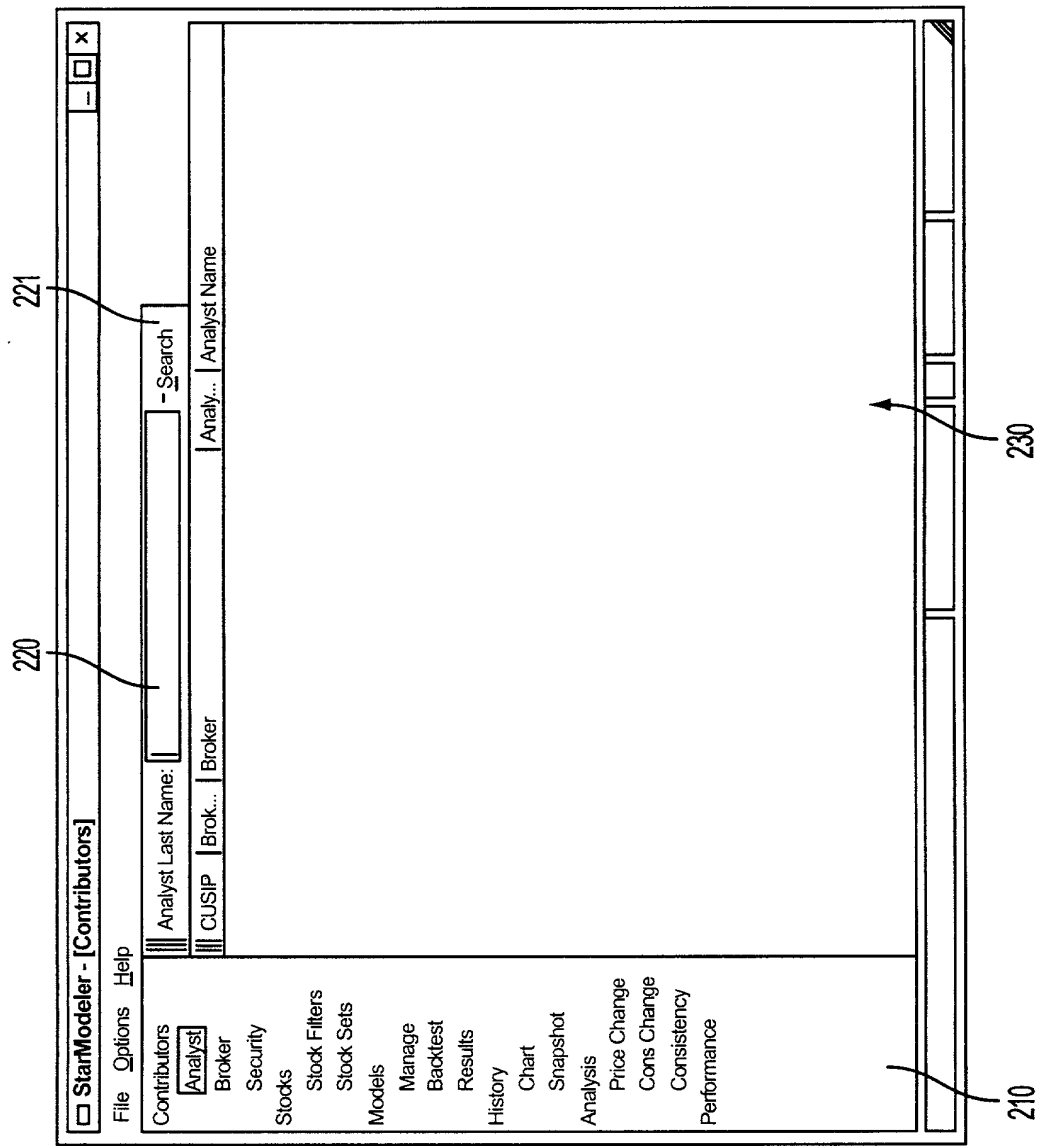 StarModeler - [Contributors]
File Options Help
Contributors
Analyst
Broker
Security
Stocks
Stock Filters
Stock Sets
Models
Manage
Backtest
Results
History
Chart
Snapshot
Analysis
Price Change
Cons Change
Consistency
Performance
Analyst Last Name:
Search
CUSIP Brok... Broker Analy... Analyst Name
220
221
210
230